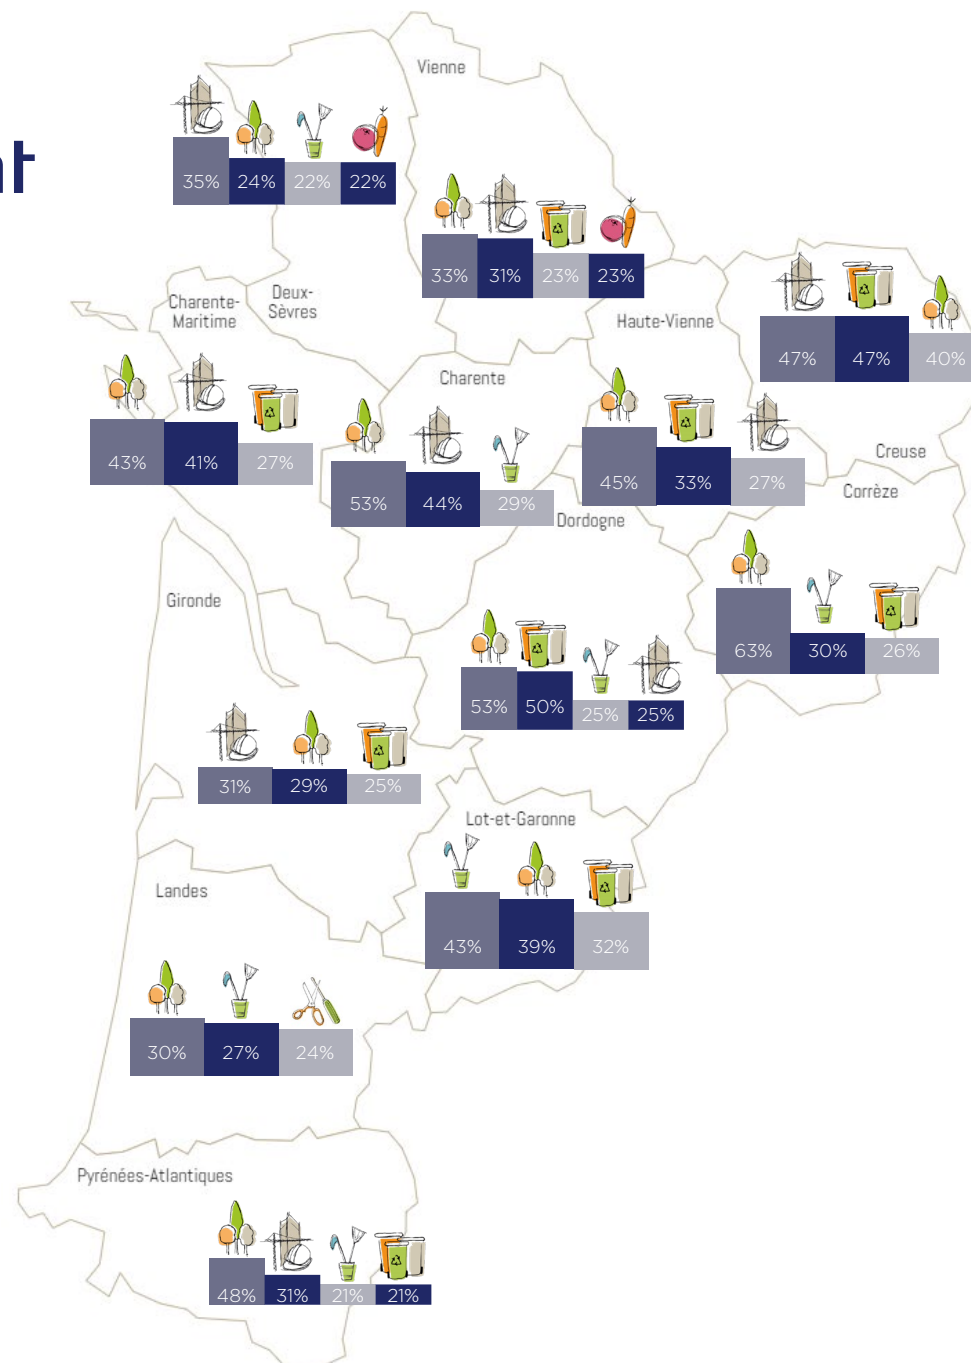 nt
Vienne
35% 24% 22% 22%
33% 31% 23% 23%
Charente-
Maritime
Deux-
Sèvres
Haute-Vienne
47% 47% 40%
Charente
43% 41% 27%
53% 44% 29%
45% 33% 27%
Creuse
Corrèze
Dordogne
Gironde
63% 30% 26%
53% 50% 25% 25%
31% 29% 25%
Lot-et-Garonne
Landes
43% 39% 32%
30% 27% 24%
Pyrénées-Atlantiques
48% 31% 21% 21%